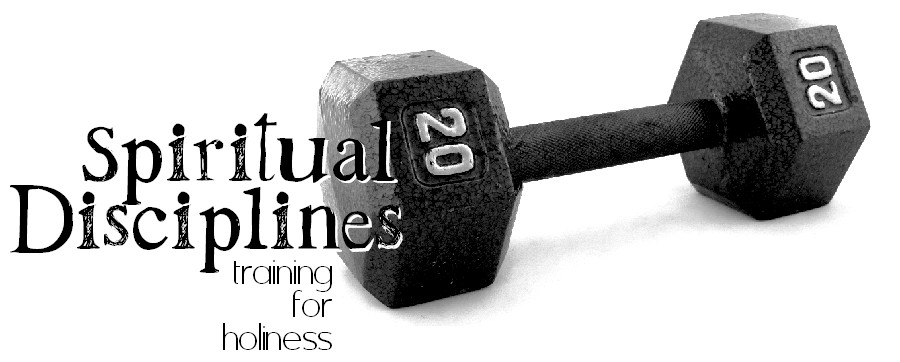 Spiritual
Disciplines
training
for
holiness
20
20